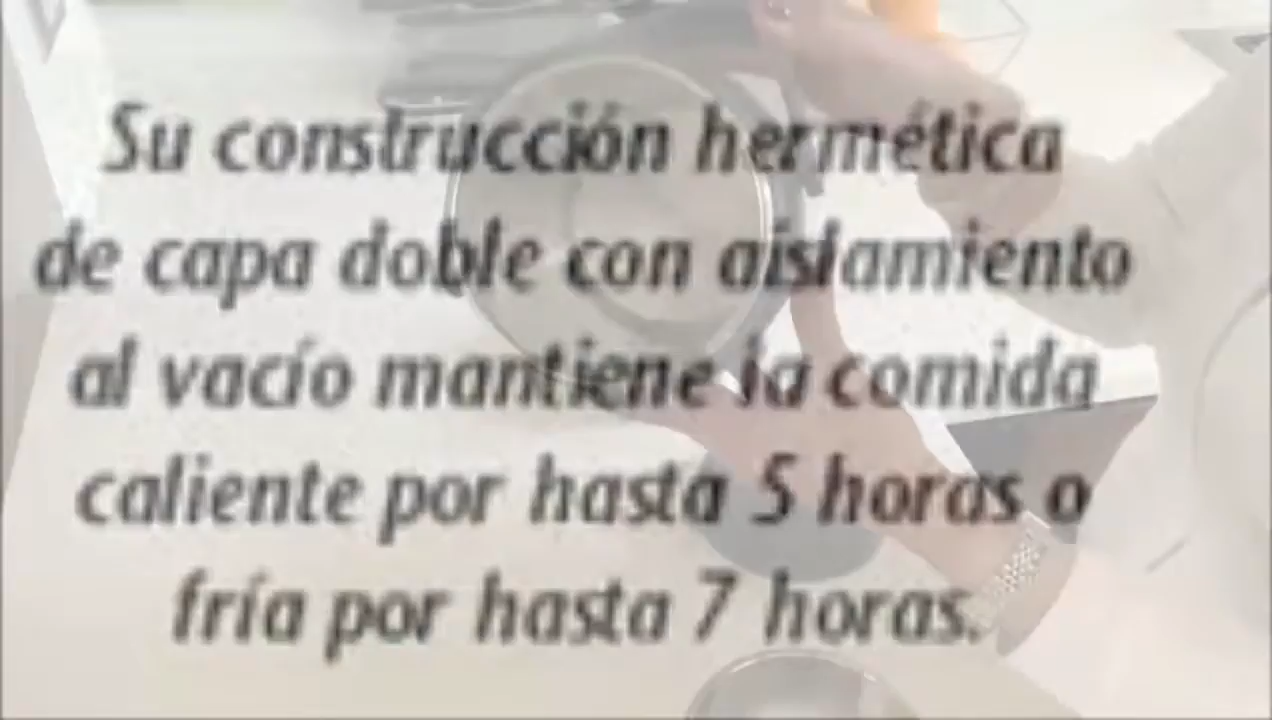 Su construcción hermética
de capa doble con aislamiento
al vacío mantiene la comida
caliente por hasta 5 horas o
fría por hasta 7 horas.